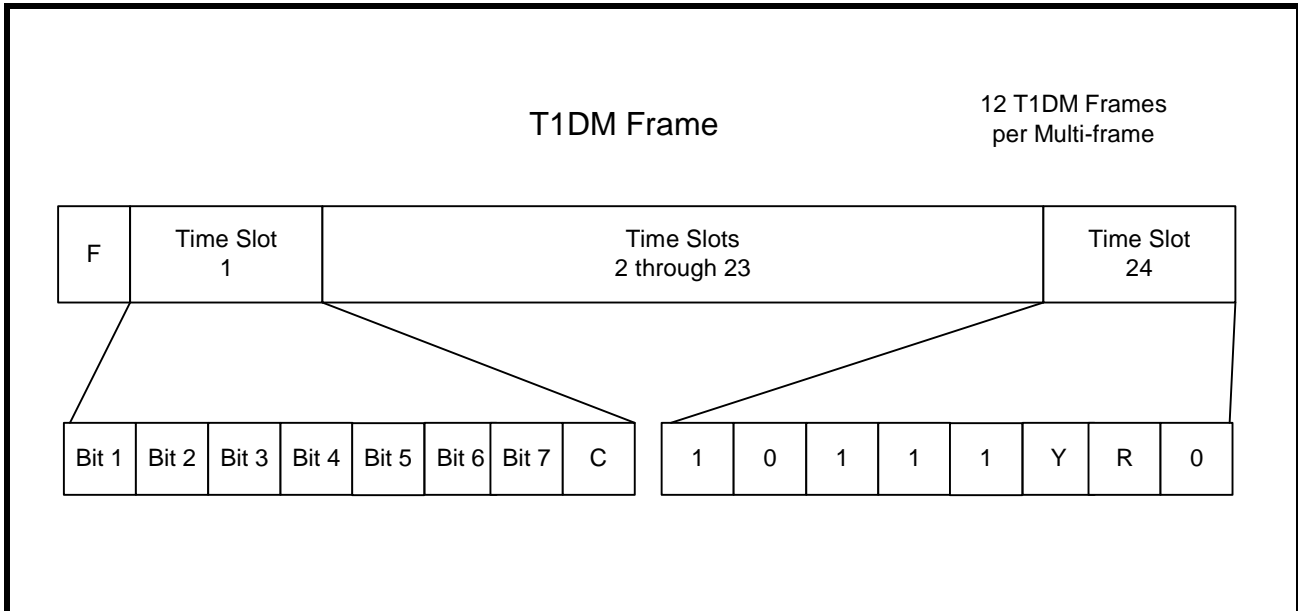 T1DM Frame
12 T1DM Frames
per Multi-frame
F
Time Slot
1
Time Slots
2 through 23
Time Slot
24
Bit 1 Bit 2 Bit 3 Bit 4 Bit 5 Bit 6 Bit 7 C
1 0 1 1 1 Y R 0